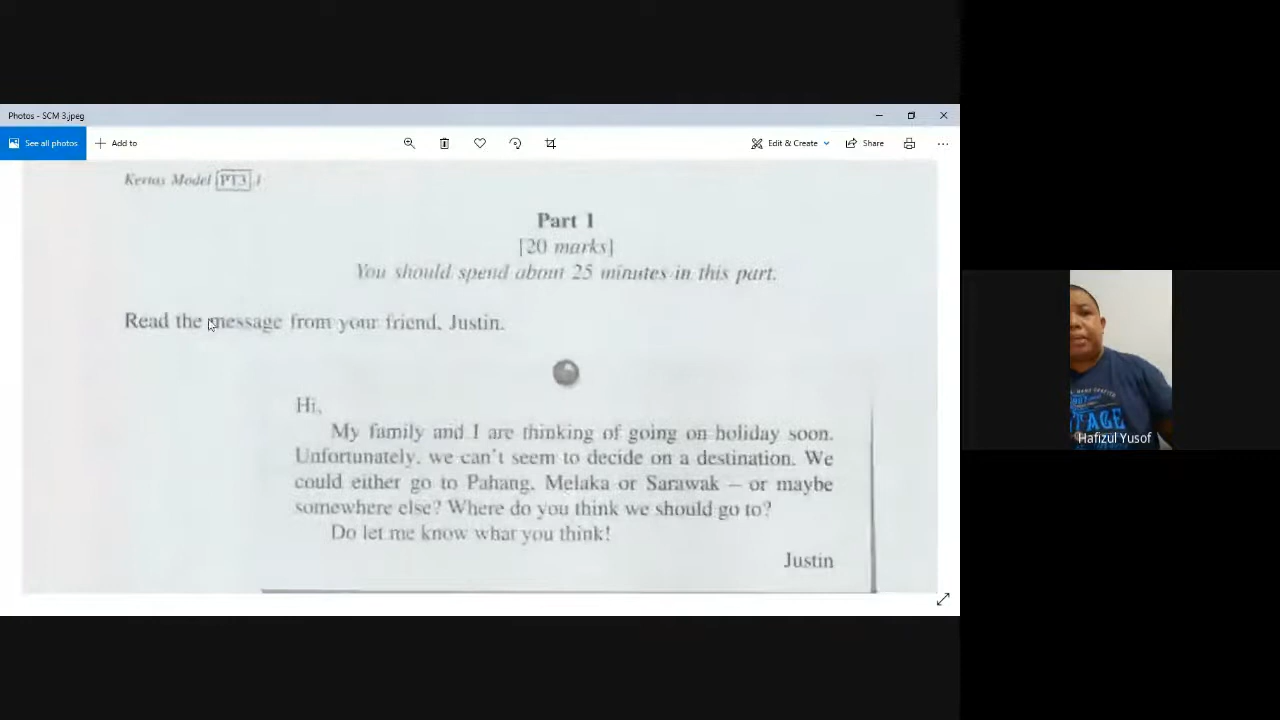 Photos - SCM 3.jpeg
See all photos
Add to
Edit & Create
Share
Kertas Model PT3 1
Part 1
[20 marks]
You should spend about 25 minutes in this part.
Read the message from your friend, Justin.
Hi,
My family and I are thinking of going on holiday soon.
Unfortunately, we can't seem to decide on a destination. We
could either go to Pahang, Melaka or Sarawak – or maybe
somewhere else? Where do you think we should go to?
Do let me know what you think!
Justin
Hafizul Yusof